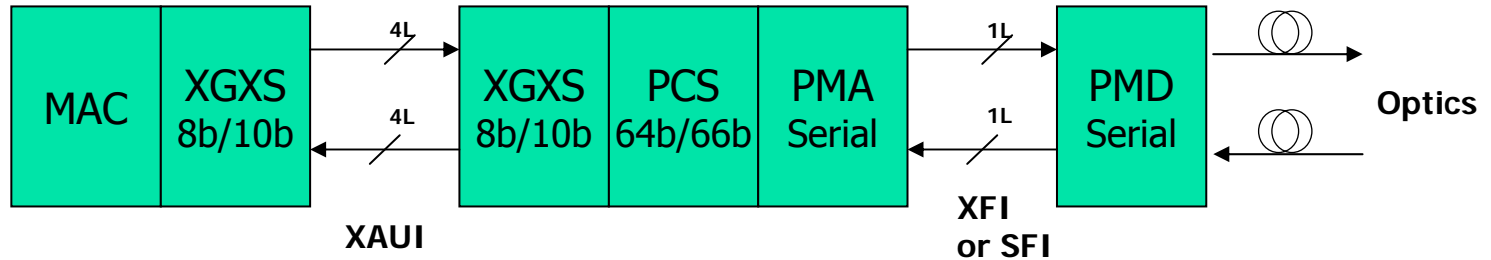 4L
1L
MAC
XGXS
8b/10b
XGXS
8b/10b
PCS
64b/66b
PMA
Serial
PMD
Serial
Optics
4L
1L
XAUI
XFI
or SFI